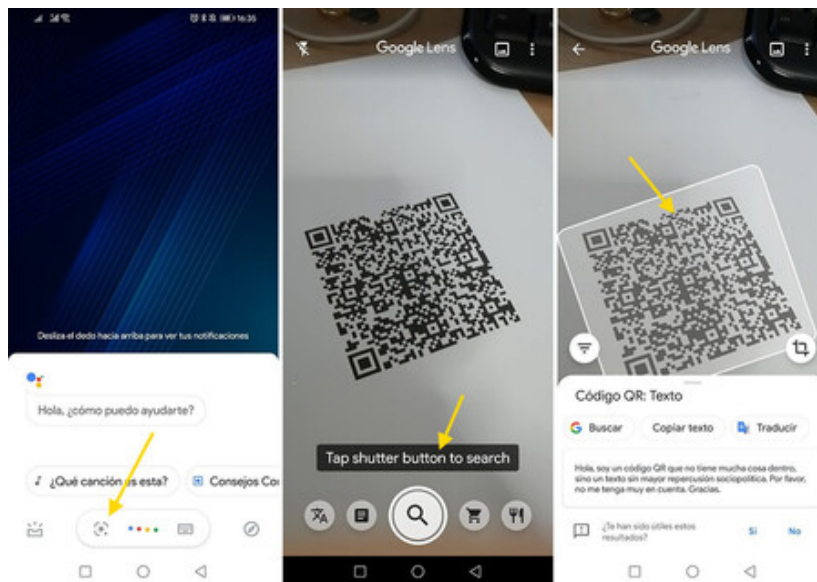 16:35
Desliza el dedo hacia arriba para ver tus notificaciones
Hola, ¿cómo puedo ayudarte?
¿Qué canción es esta?
Consejos Co
Google Lens
Tap shutter button to search
Google Lens
Código QR: Texto
Buscar
Copiar texto
Traducir
Hola, soy un código QR que no tiene mucha cosa dentro,
sino un texto sin mayor repercusión sociopolítica. Por favor,
no me tenga muy en cuenta. Gracias.
¿Te han sido útiles estos
resultados?
Sí
No